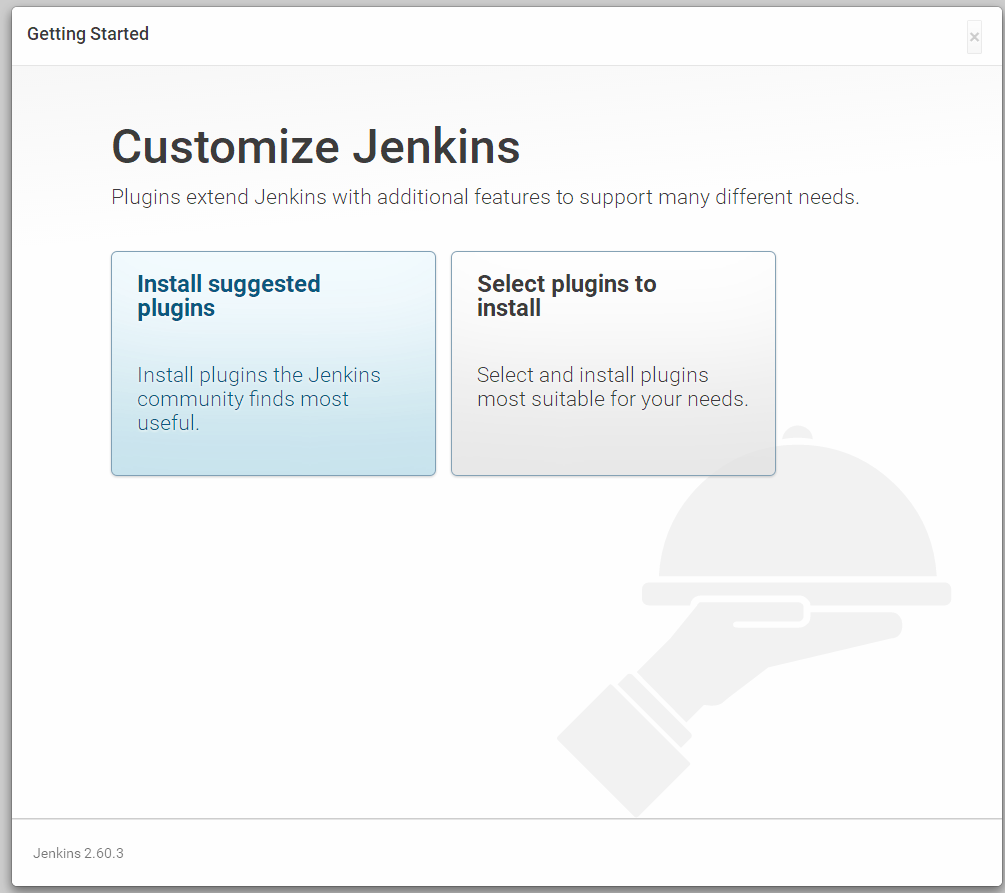 Getting Started
×
Customize Jenkins
Plugins extend Jenkins with additional features to support many different needs.
Install suggested
plugins
Install plugins the Jenkins
community finds most
useful.
Select plugins to
install
Select and install plugins
most suitable for your needs.
Jenkins 2.60.3